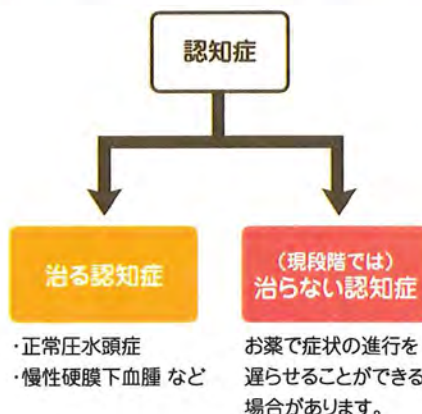 認知症
治る認知症
・正常圧水頭症
・慢性硬膜下血腫 など
（現段階では）
治らない認知症
お薬で症状の進行を
遅らせることができる
場合があります。